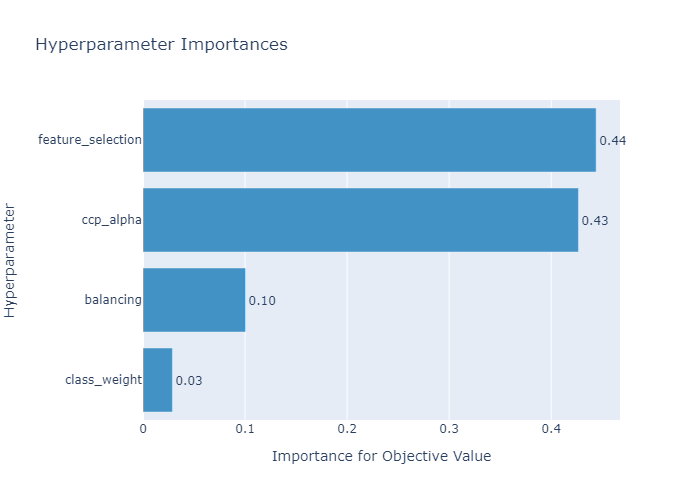 Hyperparameter Importances
Hyperparameter
feature_selection
0.44
ccp_alpha
0.43
balancing
0.10
class_weight
0.03
0
0.1
0.2
0.3
0.4
Importance for Objective Value